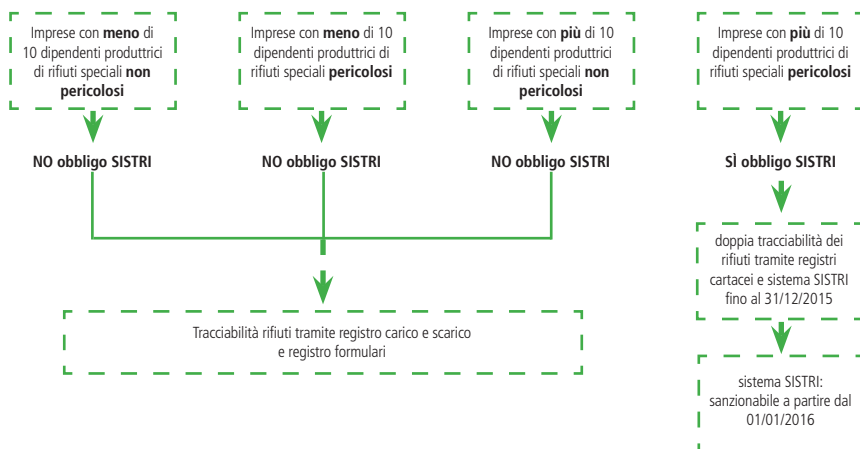 Imprese con meno di
10 dipendenti produttrici
di rifiuti speciali non
pericolosi
Imprese con meno di 10
dipendenti produttrici di
rifiuti speciali pericolosi
Imprese con più di 10
dipendenti produttrici
di rifiuti speciali non
pericolosi
Imprese con più di 10
dipendenti produttrici di
rifiuti speciali pericolosi
NO obbligo SISTRI
NO obbligo SISTRI
NO obbligo SISTRI
SÌ obbligo SISTRI
doppia tracciabilità dei
rifiuti tramite registri
cartacei e sistema SISTRI
fino al 31/12/2015
Tracciabilità rifiuti tramite registro carico e scarico
e registro formulari
sistema SISTRI:
sanzionabile a partire dal
01/01/2016